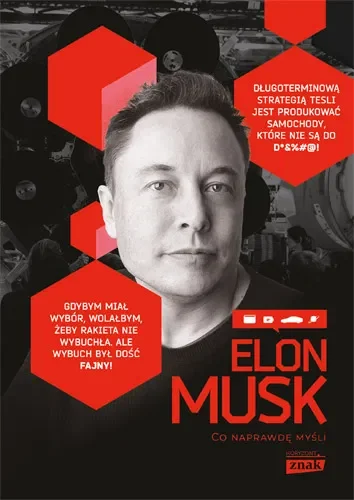 DŁUGOTERMINOWĄ
STRATEGIĄ TESLI
JEST PRODUKOWAĆ
SAMOCHODY,
KTÓRE NIE SĄ DO
D*&%#@!
GDYBYM MIAŁ
WYBÓR, WOLAŁBYM,
ŻEBY RAKIETA NIE
WYBUCHŁA. ALE
WYBUCH BYŁ DOŚĆ
FAJNY!
ELON
MUSK
CO NAPRAWDĘ MYŚLI
HORYZONT
znak